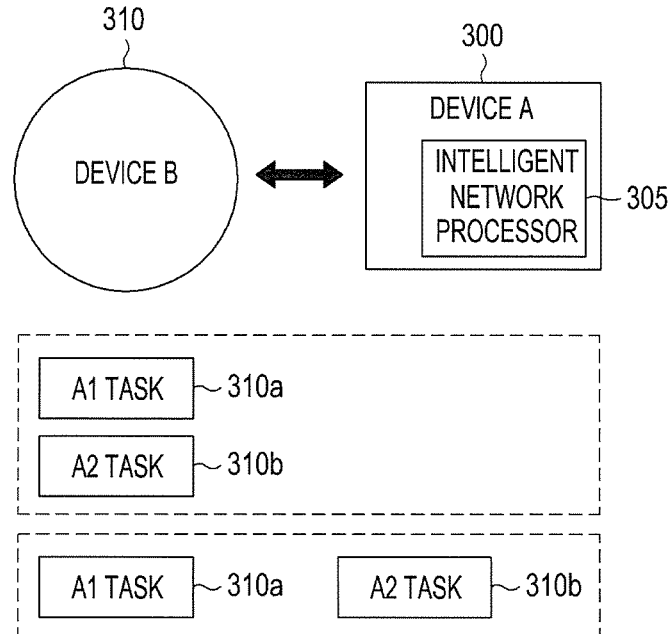 310
300
DEVICE B
DEVICE A
INTELLIGENT
NETWORK
PROCESSOR
305
A1 TASK 310a
A2 TASK 310b
A1 TASK 310a A2 TASK 310b